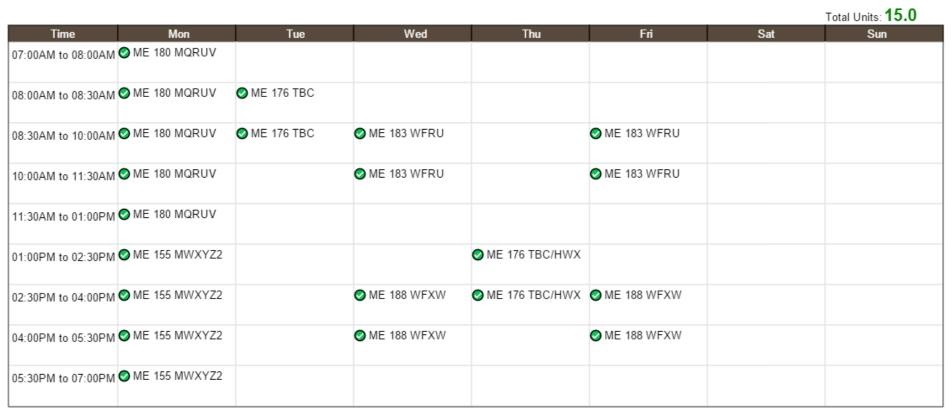 Total Units: 15.0
Time Mon Tue Wed Thu Fri Sat Sun
07:00AM to 08:00AM ME 180 MQRUV
08:00AM to 08:30AM ME 180 MQRUV ME 176 TBC
08:30AM to 10:00AM ME 180 MQRUV ME 176 TBC ME 183 WFRU ME 183 WFRU
10:00AM to 11:30AM ME 180 MQRUV ME 183 WFRU ME 183 WFRU
11:30AM to 01:00PM ME 180 MQRUV
01:00PM to 02:30PM ME 155 MWXYZ2 ME 176 TBC/HWX
02:30PM to 04:00PM ME 155 MWXYZ2 ME 188 WFXW ME 176 TBC/HWX ME 188 WFXW
04:00PM to 05:30PM ME 155 MWXYZ2 ME 188 WFXW ME 188 WFXW
05:30PM to 07:00PM ME 155 MWXYZ2